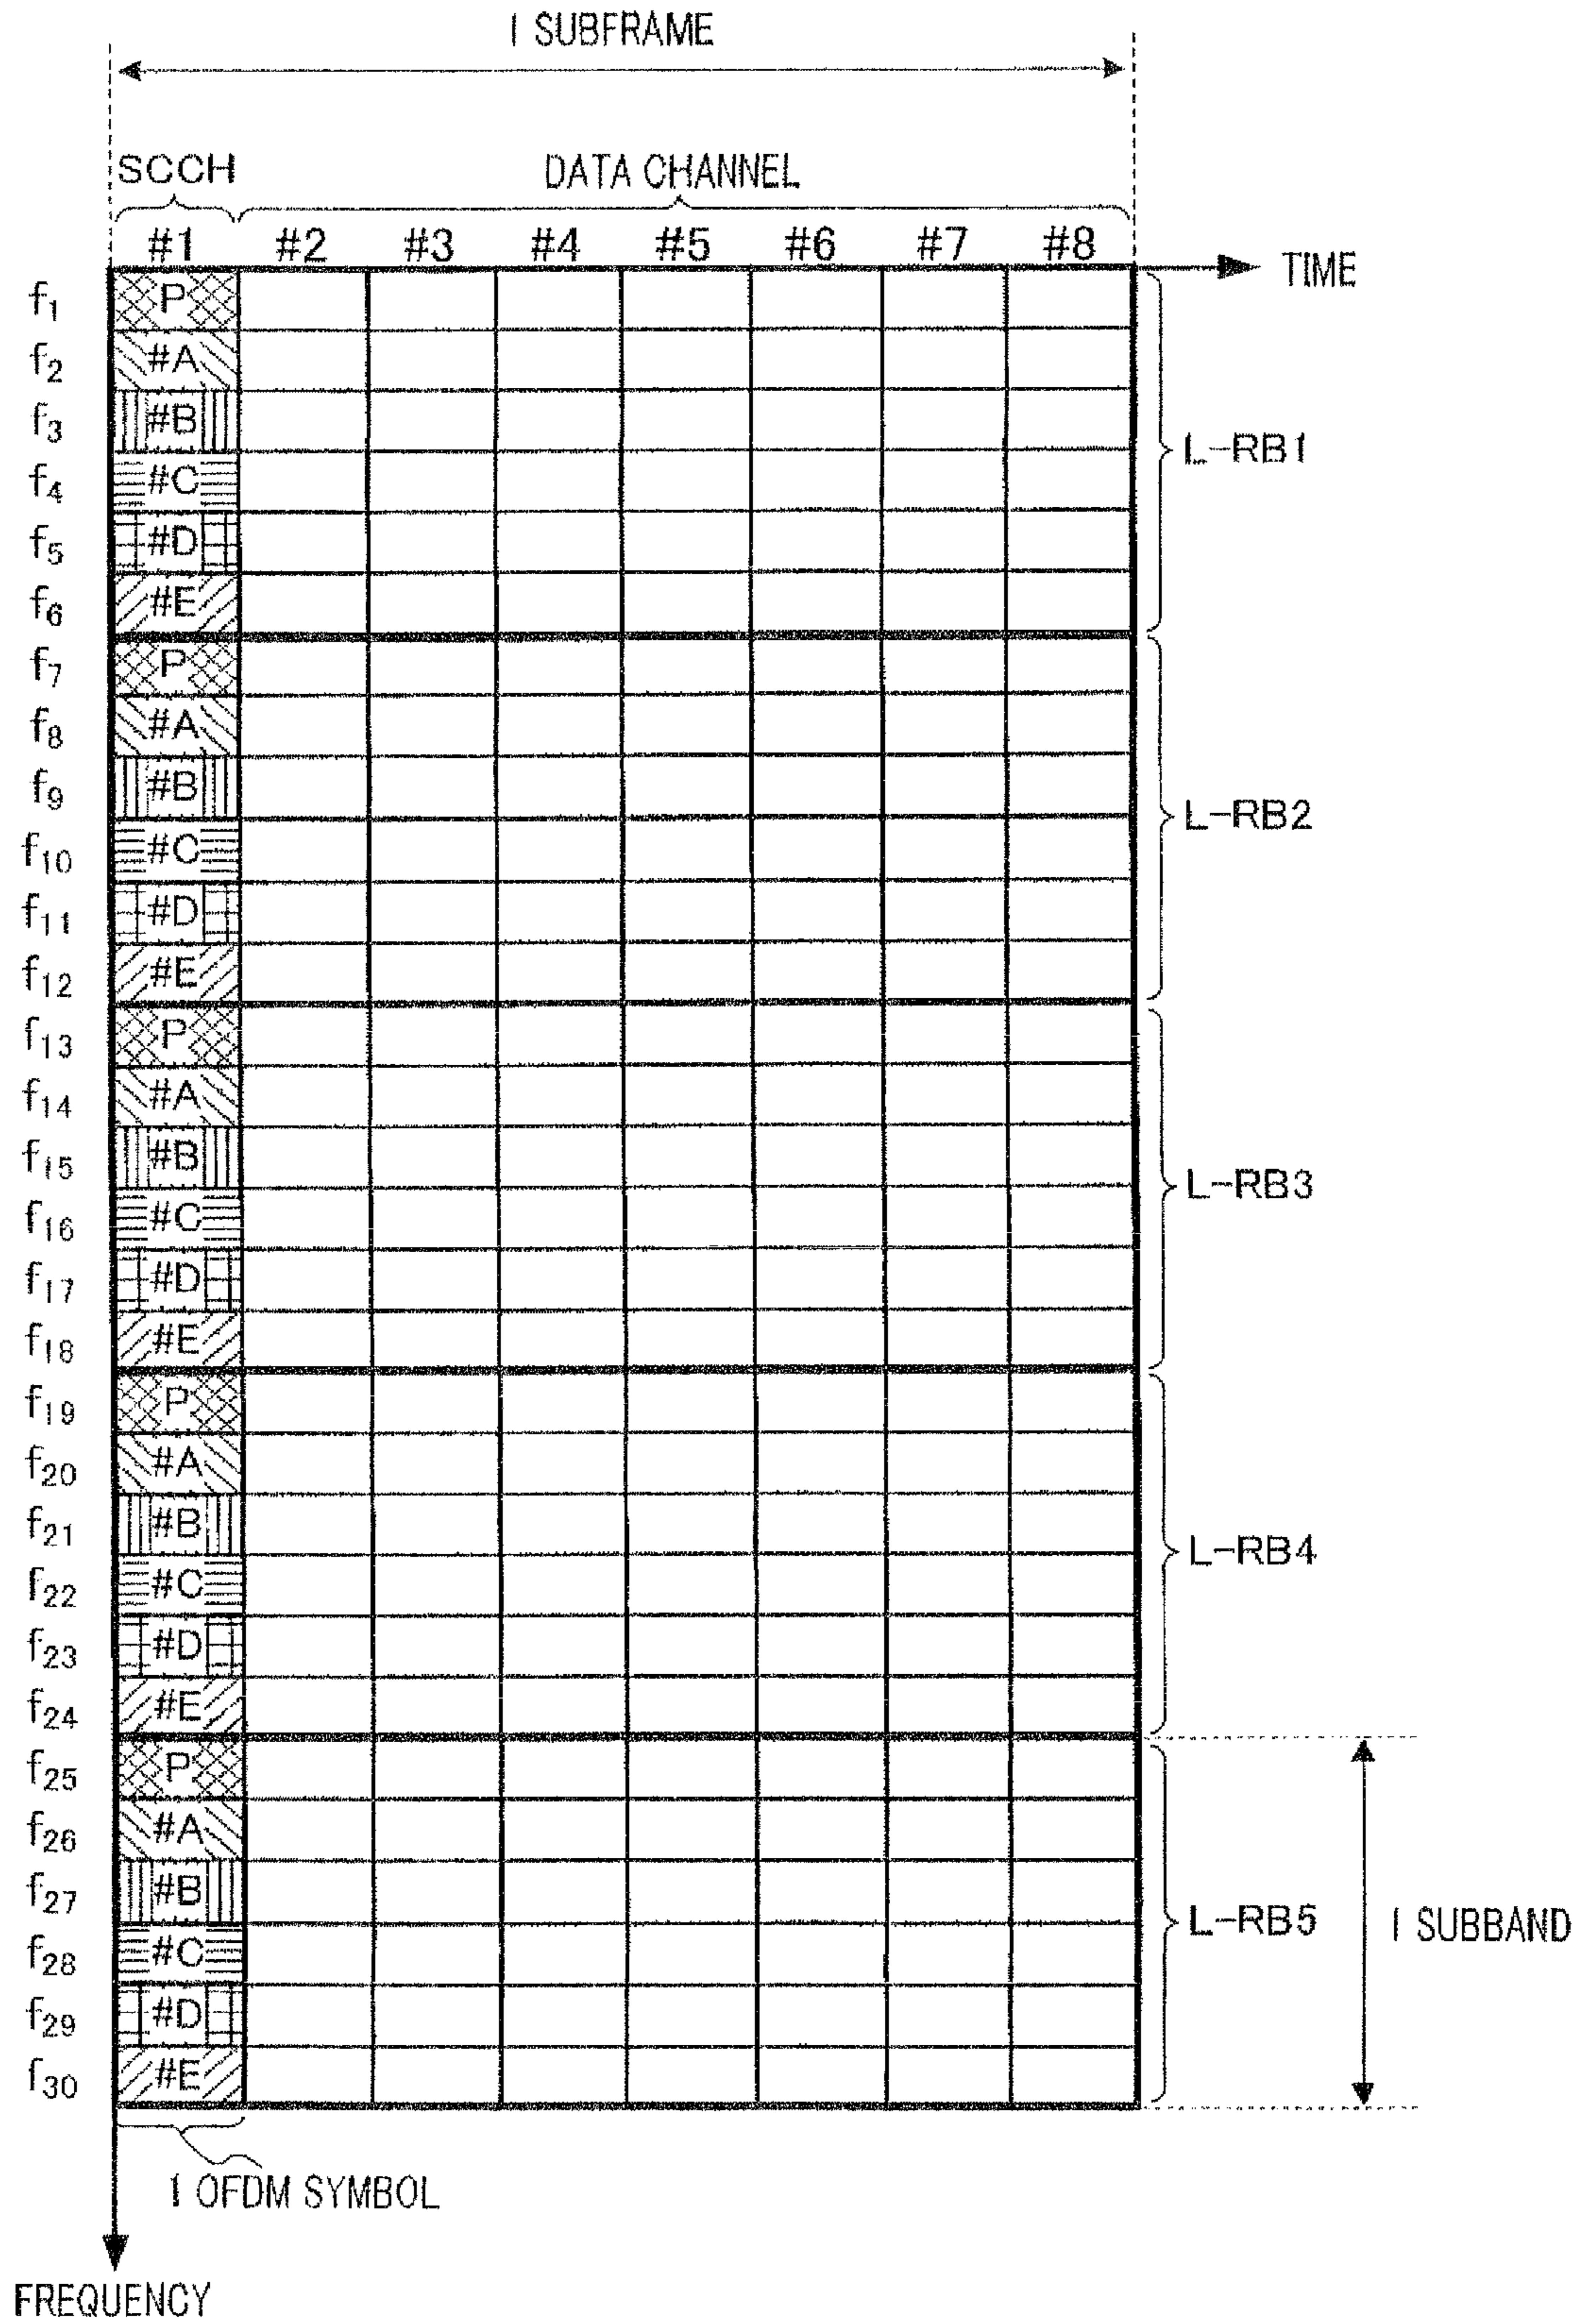 1 SUBFRAME
SCCH DATA CHANNEL
#1 #2 #3 #4 #5 #6 #7 #8
TIME
f1 P
f2 #A
f3 #B
f4 #C
f5 #D
f6 #E
L-RB1
f7 P
f8 #A
f9 #B
f10 #C
f11 #D
f12 #E
L-RB2
f13 P
f14 #A
f15 #B
f16 #C
f17 #D
f18 #E
L-RB3
f19 P
f20 #A
f21 #B
f22 #C
f23 #D
f24 #E
L-RB4
f25 P
f26 #A
f27 #B
f28 #C
f29 #D
f30 #E
L-RB5
1 SUBBAND
1 OFDM SYMBOL
FREQUENCY